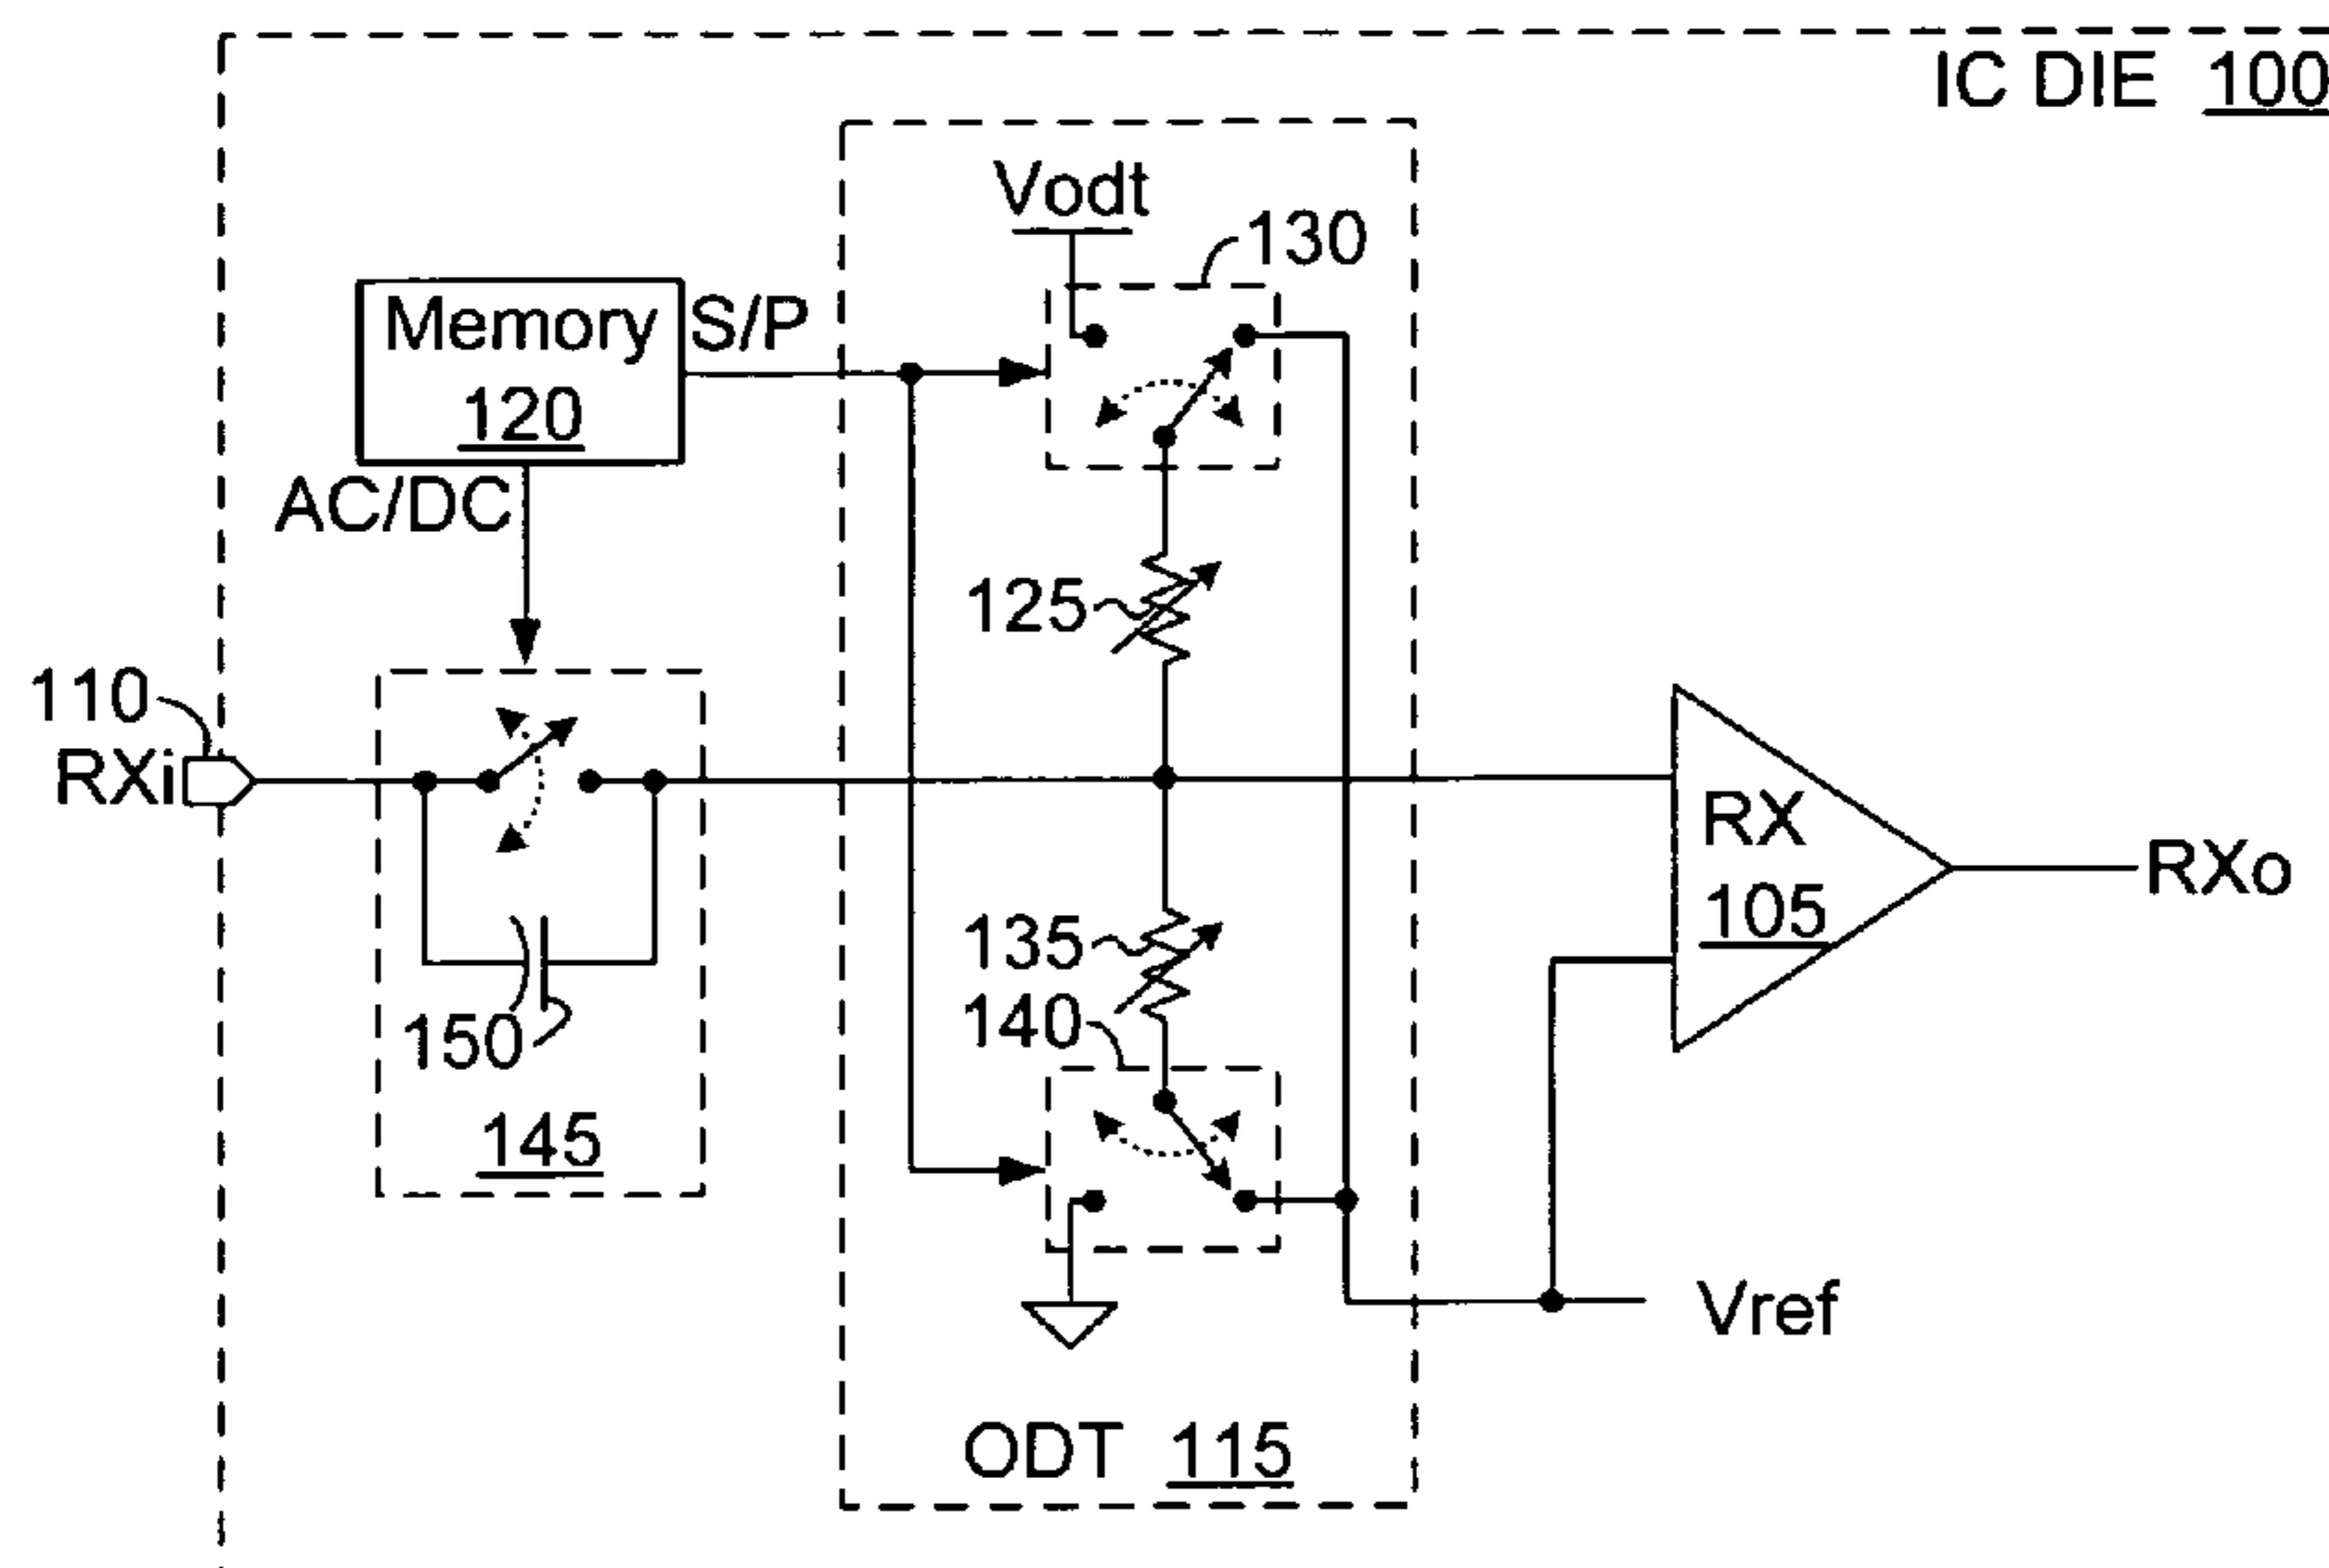 IC DIE 100
Vodt
130
Memory
120
S/P
AC/DC
125
110
RXi
RX
105
RXo
135
140
150
145
Vref
ODT 115